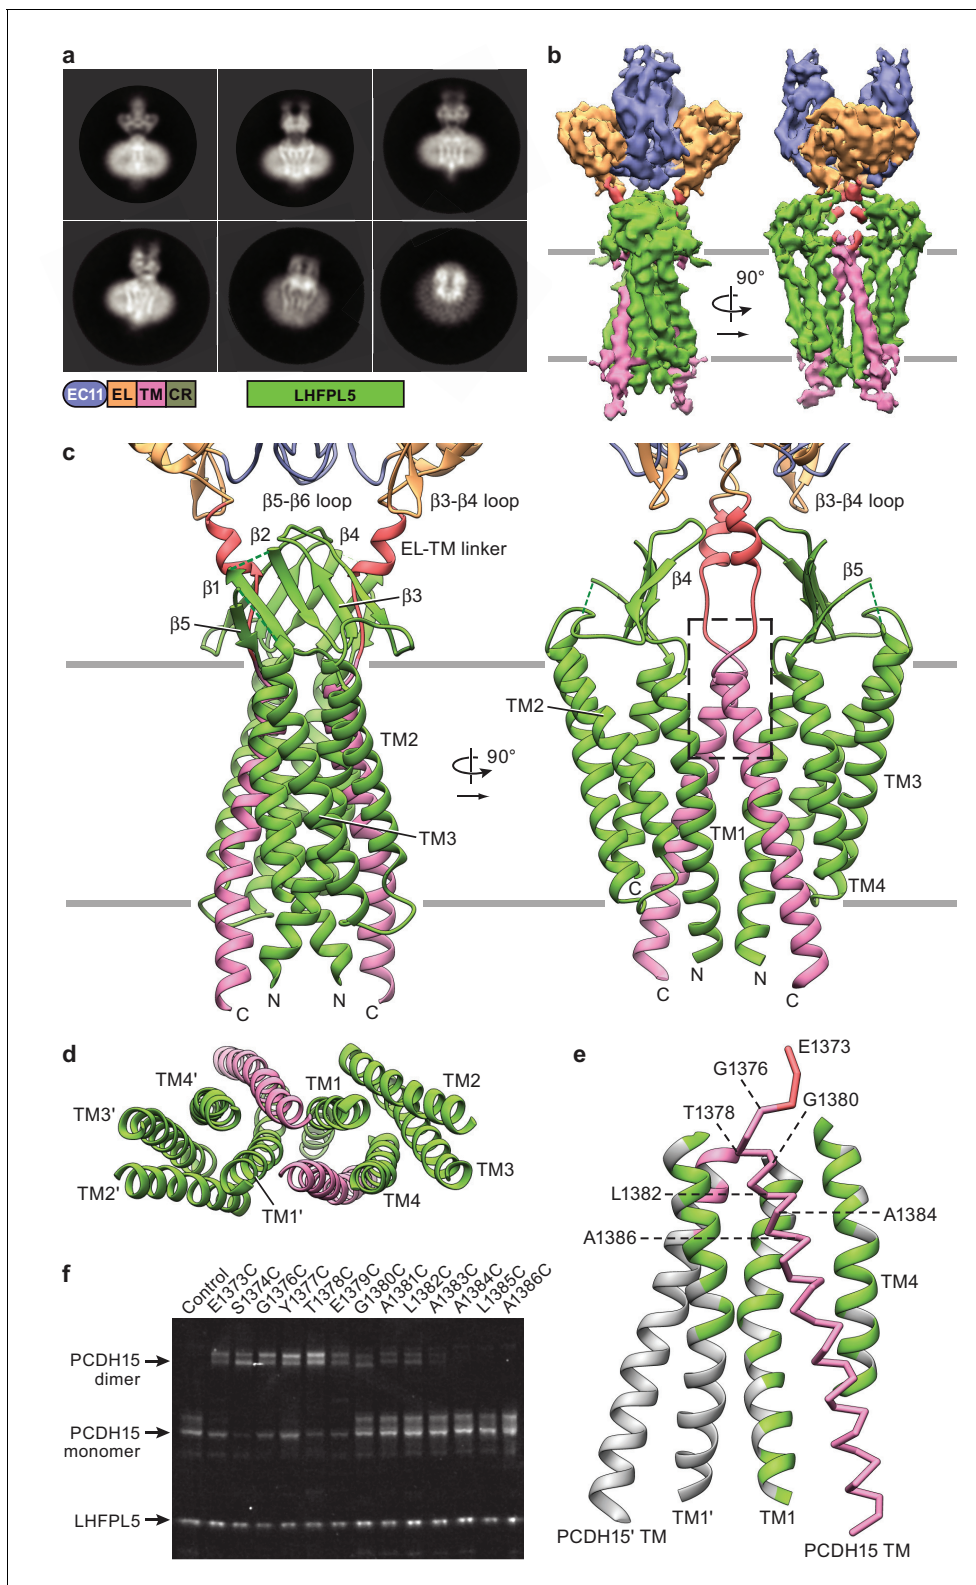 a
b
EC11 EL TM CR
LHFPL5
90°
c
β5-β6 loop
β3-β4 loop
β2
β4
EL-TM linker
β1
β3
β5
TM2
TM3
C
N
N
C
90°
β3-β4 loop
β4
β5
TM2
TM3
TM1
TM4
C
C
N
N
C
d
TM4'
TM1
TM2
TM3'
TM3
TM2'
TM4
TM1'
e
E1373
G1376
G1380
T1378
L1382
A1384
A1386
TM4
TM1'
TM1
PCDH15' TM
PCDH15 TM
f
Control
E1373C
S1374C
G1376C
Y1377C
T1378C
E1379C
G1380C
A1381C
L1382C
A1383C
A1384C
L1385C
A1386C
PCDH15
dimer
PCDH15
monomer
LHFPL5